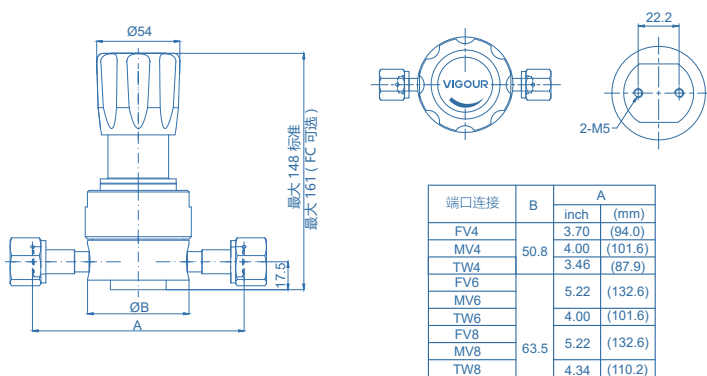 Ø54
最大 148 标准
最大 161 ( FC 可选 )
17.5
ØB
A
VIGOUR
22.2
2-M5
端口连接 B A
inch (mm)
FV4 50.8 3.70 (94.0)
MV4 4.00 (101.6)
TW4 3.46 (87.9)
FV6 63.5 5.22 (132.6)
MV6
TW6 4.00 (101.6)
FV8 5.22 (132.6)
MV8
TW8 4.34 (110.2)